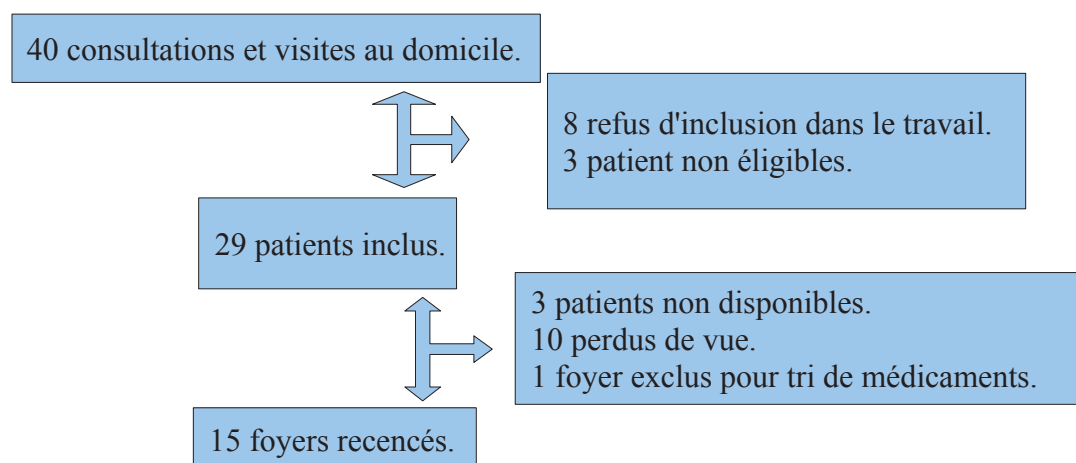 40 consultations et visites au domicile.
8 refus d'inclusion dans le travail.
3 patient non éligibles.
29 patients inclus.
3 patients non disponibles.
10 perdus de vue.
1 foyer exclus pour tri de médicaments.
15 foyers recencés.